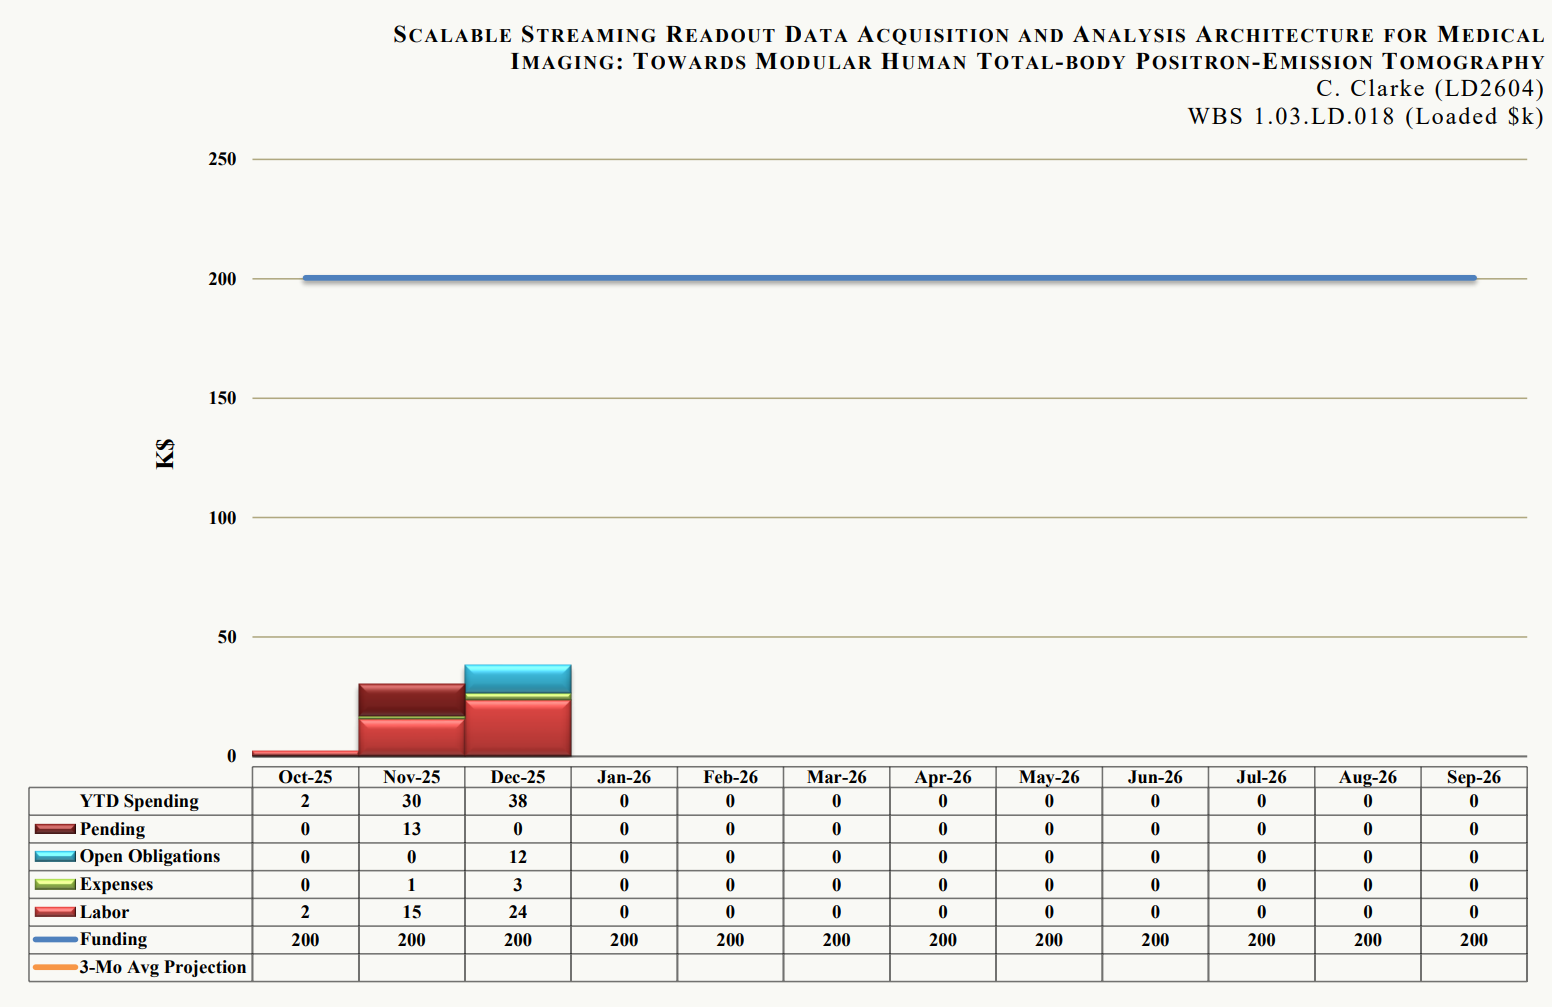 SCALABLE STREAMING READOUT DATA ACQUISITION AND ANALYSIS ARCHITECTURE FOR MEDICAL
IMAGING: TOWARDS MODULAR HUMAN TOTAL-BODY POSITRON-EMISSION TOMOGRAPHY
C. Clarke (LD2604)
WBS 1.03.LD.018 (Loaded $k)
250
200
150
100
50
0
K$
Oct-25 Nov-25 Dec-25 Jan-26 Feb-26 Mar-26 Apr-26 May-26 Jun-26 Jul-26 Aug-26 Sep-26
YTD Spending 2 30 38 0 0 0 0 0 0 0 0 0
Pending 0 13 0 0 0 0 0 0 0 0 0 0
Open Obligations 0 0 12 0 0 0 0 0 0 0 0 0
Expenses 0 1 3 0 0 0 0 0 0 0 0 0
Labor 2 15 24 0 0 0 0 0 0 0 0 0
Funding 200 200 200 200 200 200 200 200 200 200 200 200
3-Mo Avg Projection